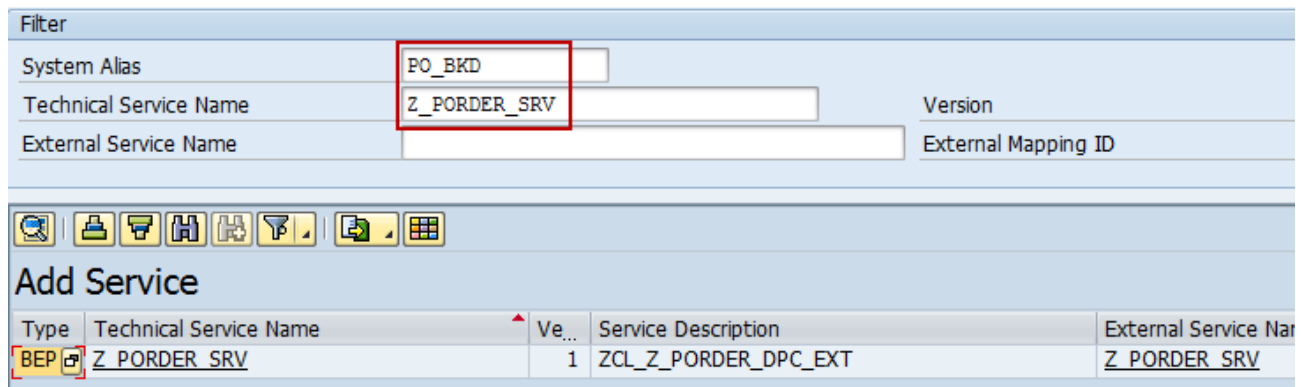 Filter
System Alias PO_BKD
Technical Service Name Z_PORDER_SRV Version
External Service Name External Mapping ID
Add Service
Type Technical Service Name Ve... Service Description External Service Nar
BEP Z_PORDER_SRV 1 ZCL_Z_PORDER_DPC_EXT Z_PORDER_SRV